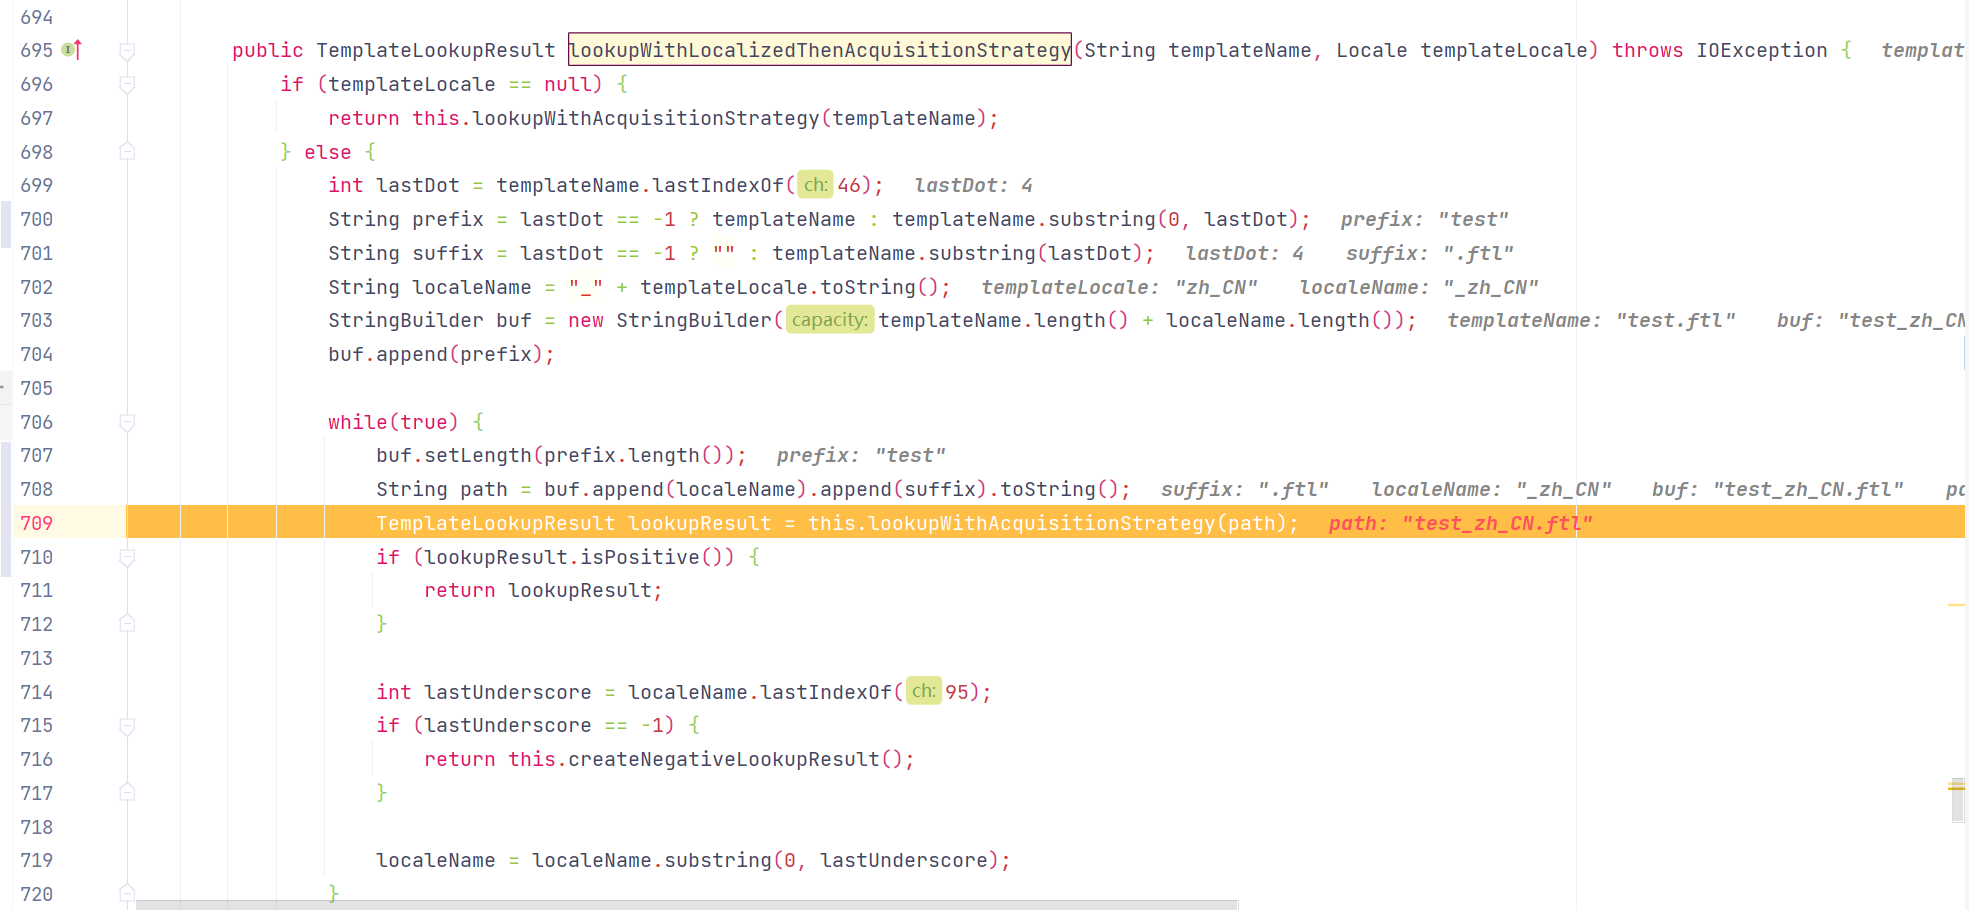 694
695 public TemplateLookupResult lookupWithLocalizedThenAcquisitionStrategy(String templateName, Locale templateLocale) throws IOException { templat
696 if (templateLocale == null) {
697 return this.lookupWithAcquisitionStrategy(templateName);
698 } else {
699 int lastDot = templateName.lastIndexOf( ch: 46); lastDot: 4
700 String prefix = lastDot == -1 ? templateName : templateName.substring(0, lastDot); prefix: "test"
701 String suffix = lastDot == -1 ? "" : templateName.substring(lastDot); lastDot: 4 suffix: ".ftl"
702 String localeName = "_" + templateLocale.toString(); templateLocale: "zh_CN" localeName: "_zh_CN"
703 StringBuilder buf = new StringBuilder( capacity: templateName.length() + localeName.length()); templateName: "test.ftl" buf: "test_zh_CN
704 buf.append(prefix);
705
706 while(true) {
707 buf.setLength(prefix.length()); prefix: "test"
708 String path = buf.append(localeName).append(suffix).toString(); suffix: ".ftl" localeName: "_zh_CN" buf: "test_zh_CN.ftl" pa
709 TemplateLookupResult lookupResult = this.lookupWithAcquisitionStrategy(path); path: "test_zh_CN.ftl"
710 if (lookupResult.isPositive()) {
711 return lookupResult;
712 }
713
714 int lastUnderscore = localeName.lastIndexOf( ch: 95);
715 if (lastUnderscore == -1) {
716 return this.createNegativeLookupResult();
717 }
718
719 localeName = localeName.substring(0, lastUnderscore);
720 }